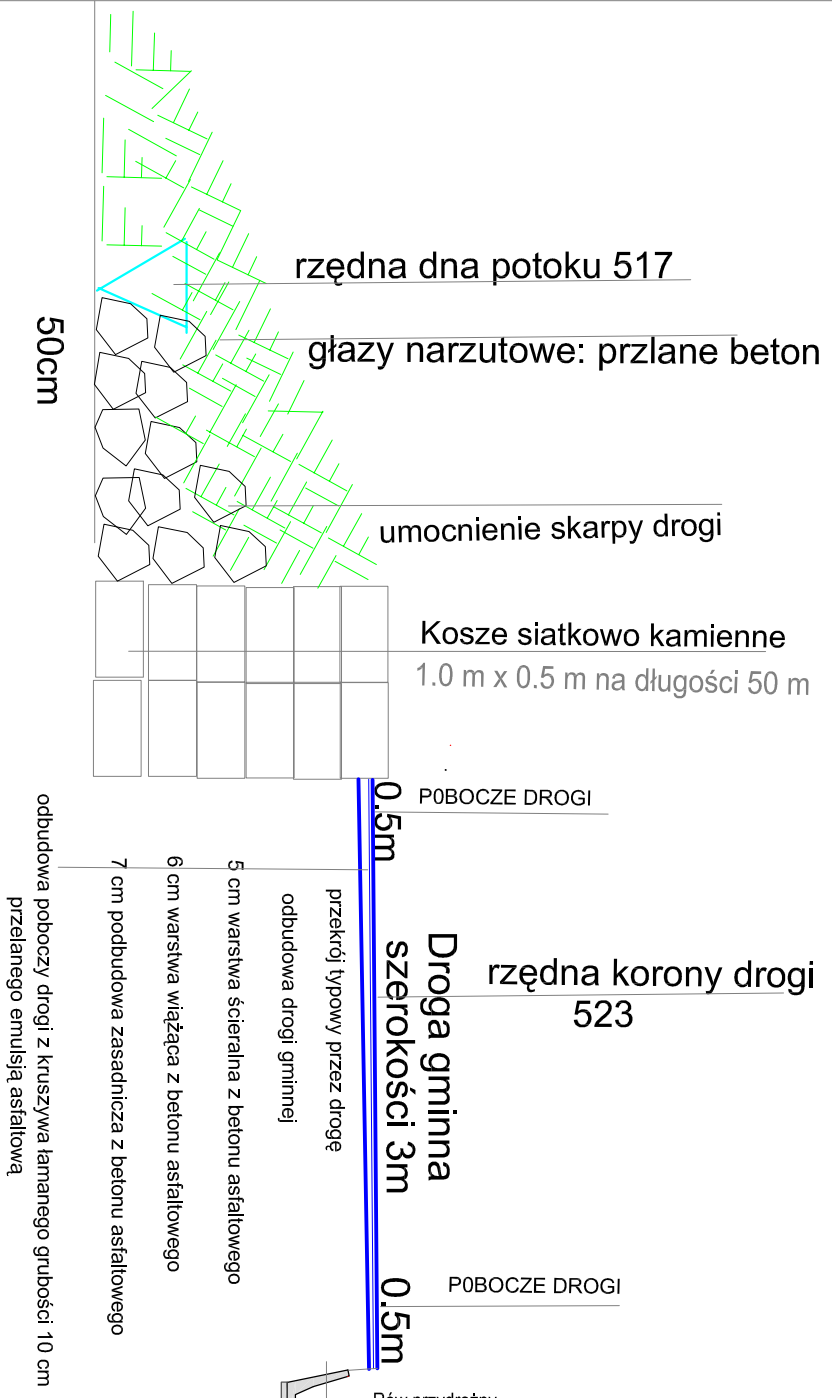 rzędna dna potoku 517
głazy narzutowe: przlane beton
50cm
umocnienie skarpy drogi
Kosze siatkowo kamienne
1.0 m x 0.5 m na długości 50 m
0.5m
P0BOCZE DROGI
Droga gminna
szerokości 3m
rzędna korony drogi
523
przekrój typowy przez drogę
odbudowa drogi gminnej
5 cm warstwa ścieralna z betonu asfaltowego
6 cm warstwa wiążąca z betonu asfaltowego
7 cm podbudowa zasadnicza z betonu asfaltowego
odbudowa poboczy drogi z kruszywa łamanego grubości 10 cm
przelanego emulsją asfaltową
0.5m
P0BOCZE DROGI
Rów przydrożny